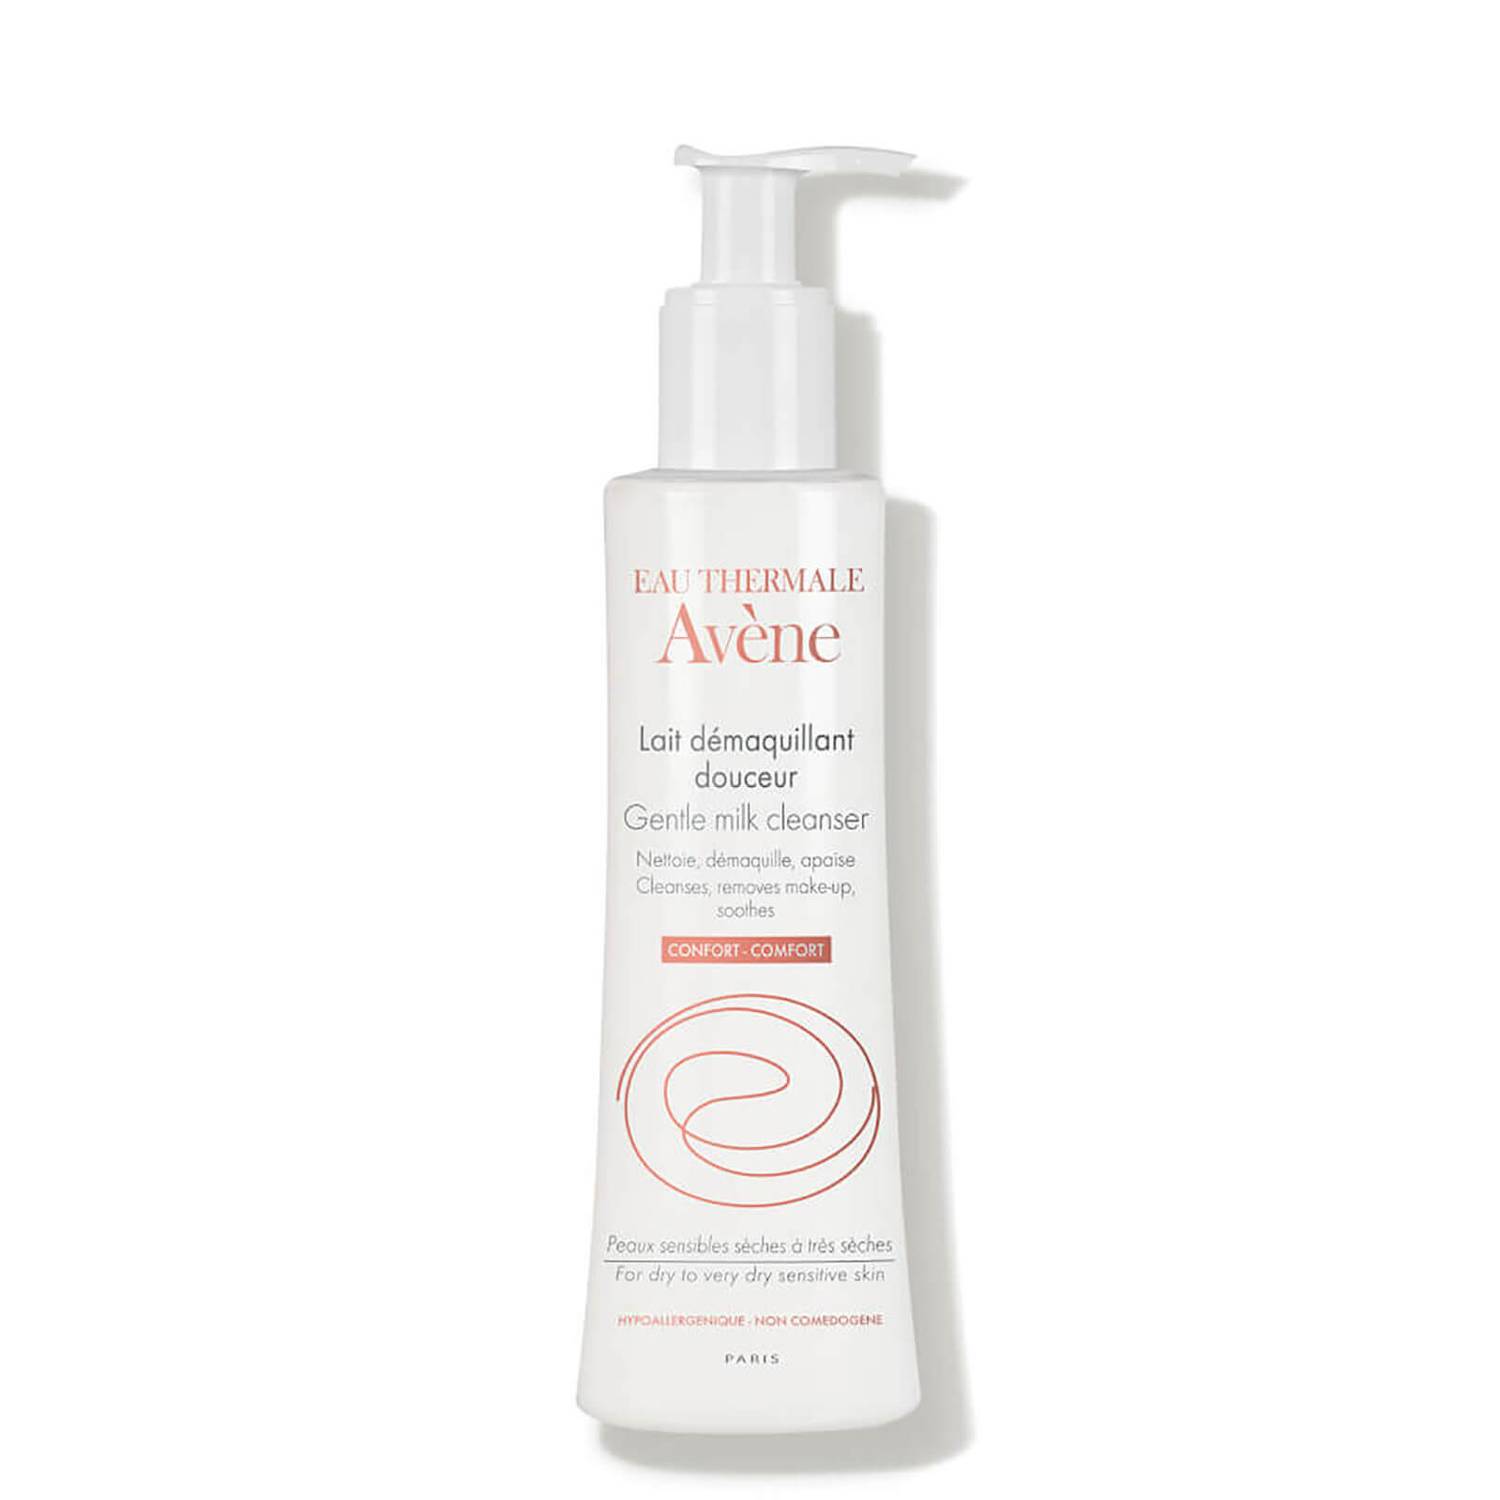 EAU THERMALE
Avène
Lait démaquillant
douceur
Gentle milk cleanser
Nettoie, démaquille, apaise
Cleanses, removes make-up,
soothes
CONFORT - COMFORT
Peaux sensibles sèches à très sèches
For dry to very dry sensitive skin
HYPOALLERGENIQUE - NON COMEDOGENE
PARIS